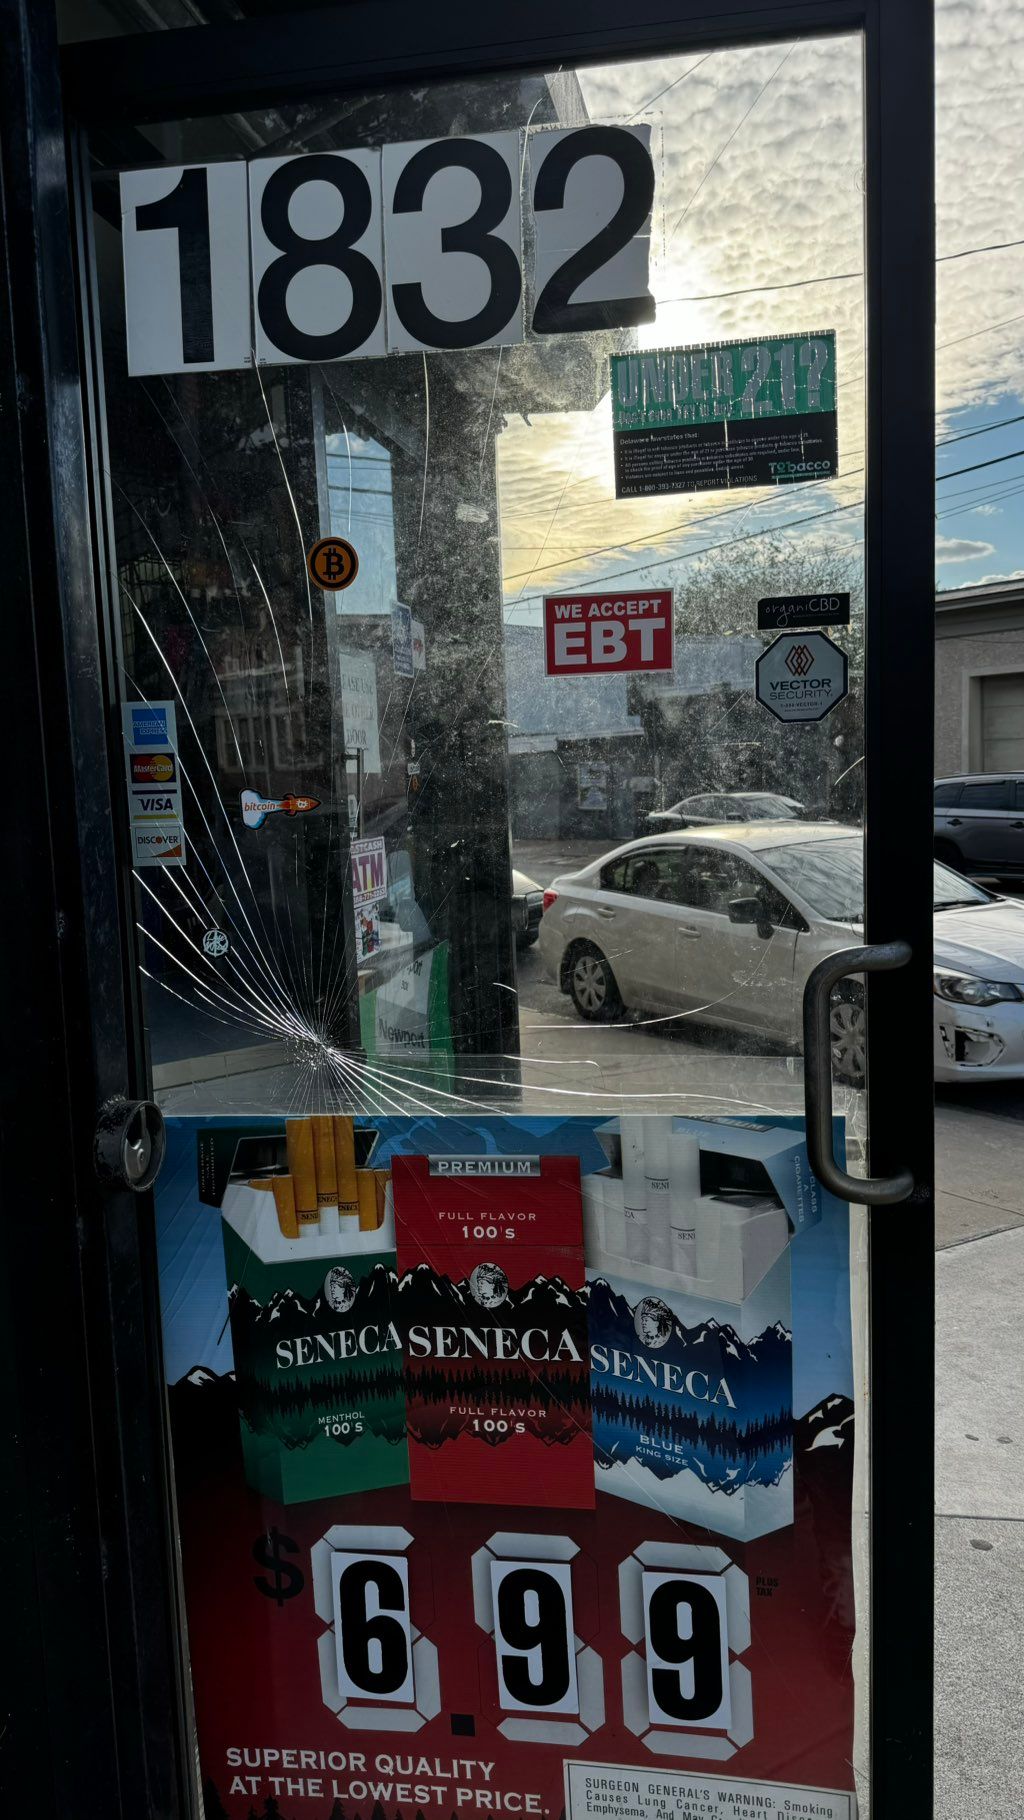 1832
UNDER 21?
Delaware law states that:
CALL 1-800-393-7327 TO REPORT VIOLATIONS
Tobacco
WE ACCEPT
EBT
organiCBD
VECTOR
SECURITY
AMERICAN
EXPRESS
MasterCard
VISA
DISCOVER
bitcoin
ATM
Newport
PREMIUM
FULL FLAVOR
100'S
SENECA
MENTHOL
100'S
SENECA
FULL FLAVOR
100'S
SENECA
BLUE
KING SIZE
$6.99
PLUS
TAX
SUPERIOR QUALITY
AT THE LOWEST PRICE.
SURGEON GENERAL'S WARNING: Smoking
Causes Lung Cancer, Heart
Emphysema, And May